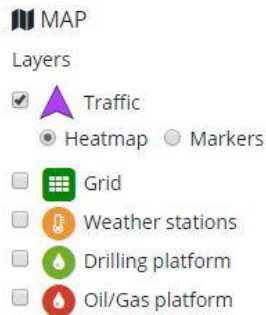 MAP
Layers
Traffic
Heatmap Markers
Grid
Weather stations
Drilling platform
Oil/Gas platform